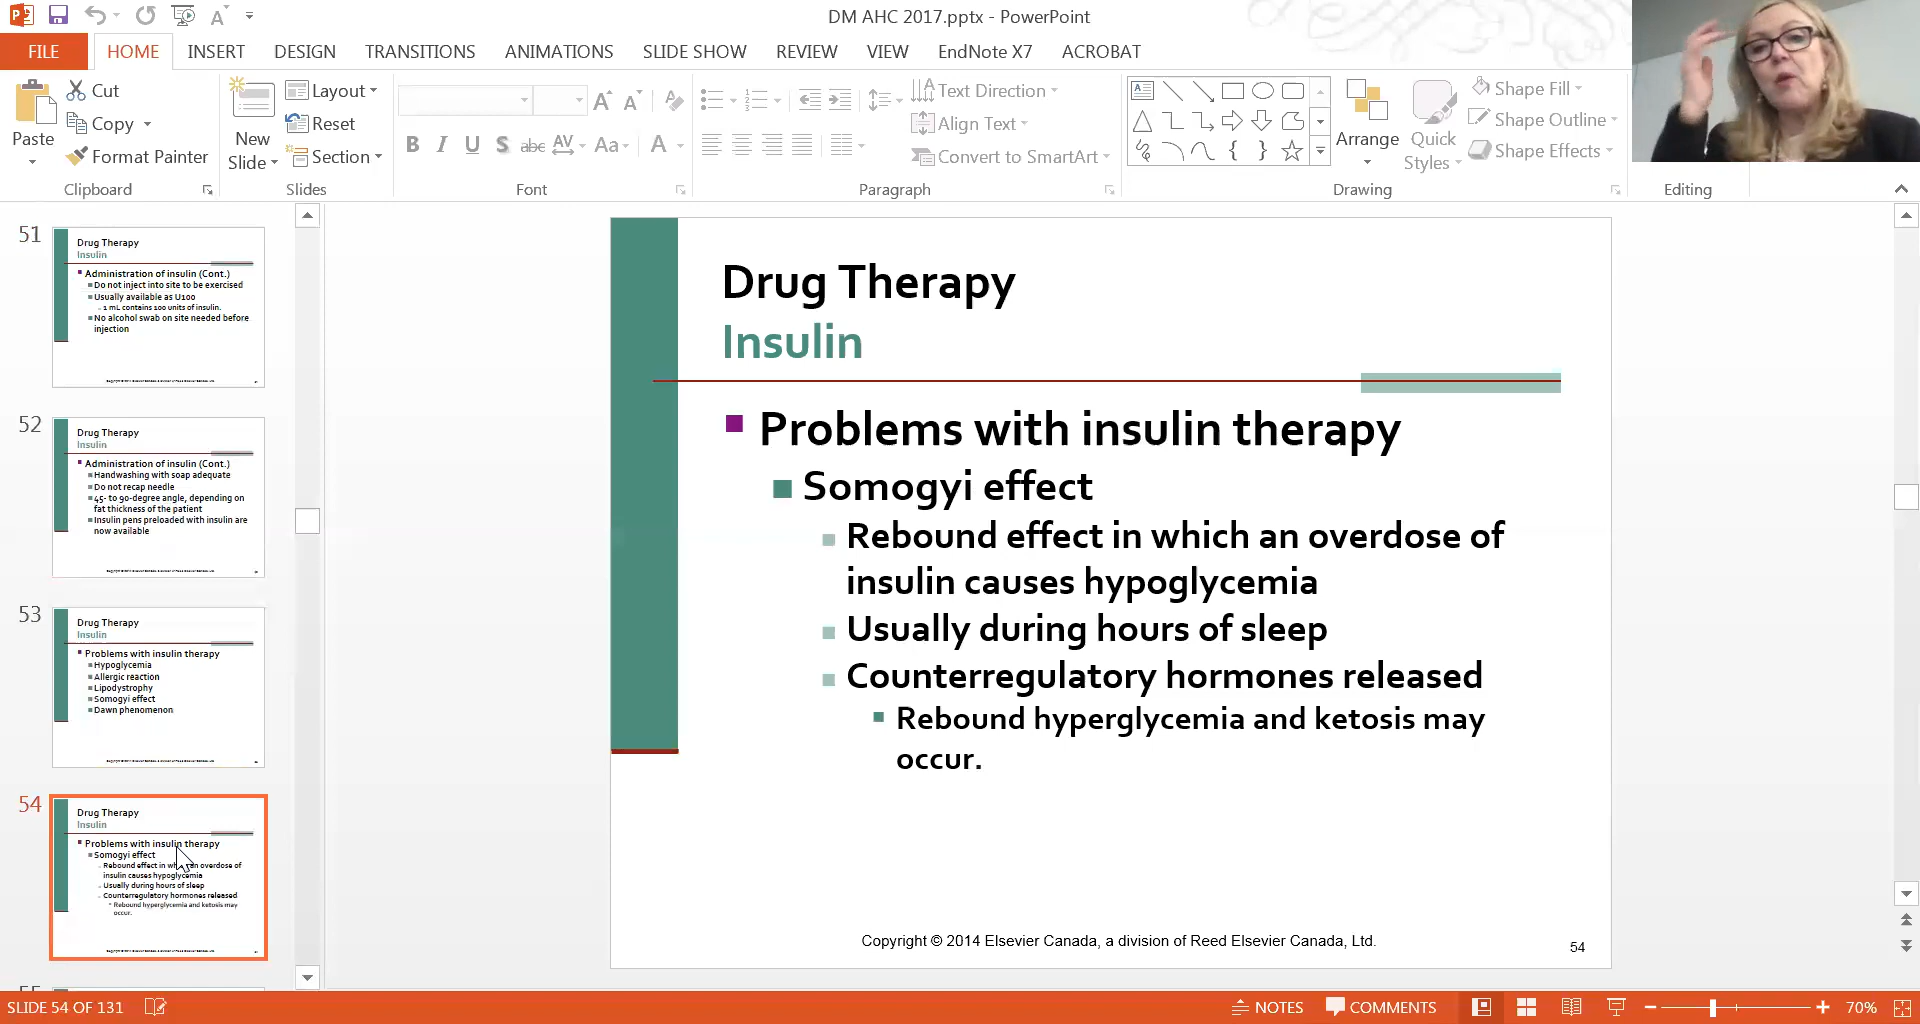 DM AHC 2017.pptx - PowerPoint
FILE
HOME
INSERT
DESIGN
TRANSITIONS
ANIMATIONS
SLIDE SHOW
REVIEW
VIEW
EndNote X7
ACROBAT
Paste
Cut
Copy
Format Painter
Clipboard
New
Slide
Layout
Reset
Section
Slides
B I U S abc AV Aa A
Font
Text Direction
Align Text
Convert to SmartArt
Paragraph
Arrange
Quick
Styles
Shape Fill
Shape Outline
Shape Effects
Drawing
Editing
51
Drug Therapy
Insulin
Administration of insulin (Cont.)
Do not inject into site to be exercised
Usually available as U100
1 mL contains 100 units of insulin.
No alcohol swab on site needed before
injection
52
Drug Therapy
Insulin
Administration of insulin (Cont.)
Handwashing with soap adequate
Do not recap needle
45- to 90-degree angle, depending on
fat thickness of the patient
Insulin pens preloaded with insulin are
now available
53
Drug Therapy
Insulin
Problems with insulin therapy
Hypoglycemia
Allergic reaction
Lipodystrophy
Somogyi effect
Dawn phenomenon
54
Drug Therapy
Insulin
Problems with insulin therapy
Somogyi effect
Rebound effect in which an overdose of
insulin causes hypoglycemia
Usually during hours of sleep
Counterregulatory hormones released
Rebound hyperglycemia and ketosis may
occur.
Drug Therapy
Insulin
Problems with insulin therapy
Somogyi effect
Rebound effect in which an overdose of
insulin causes hypoglycemia
Usually during hours of sleep
Counterregulatory hormones released
Rebound hyperglycemia and ketosis may
occur.
Copyright © 2014 Elsevier Canada, a division of Reed Elsevier Canada, Ltd.
54
SLIDE 54 OF 131
NOTES
COMMENTS
70%